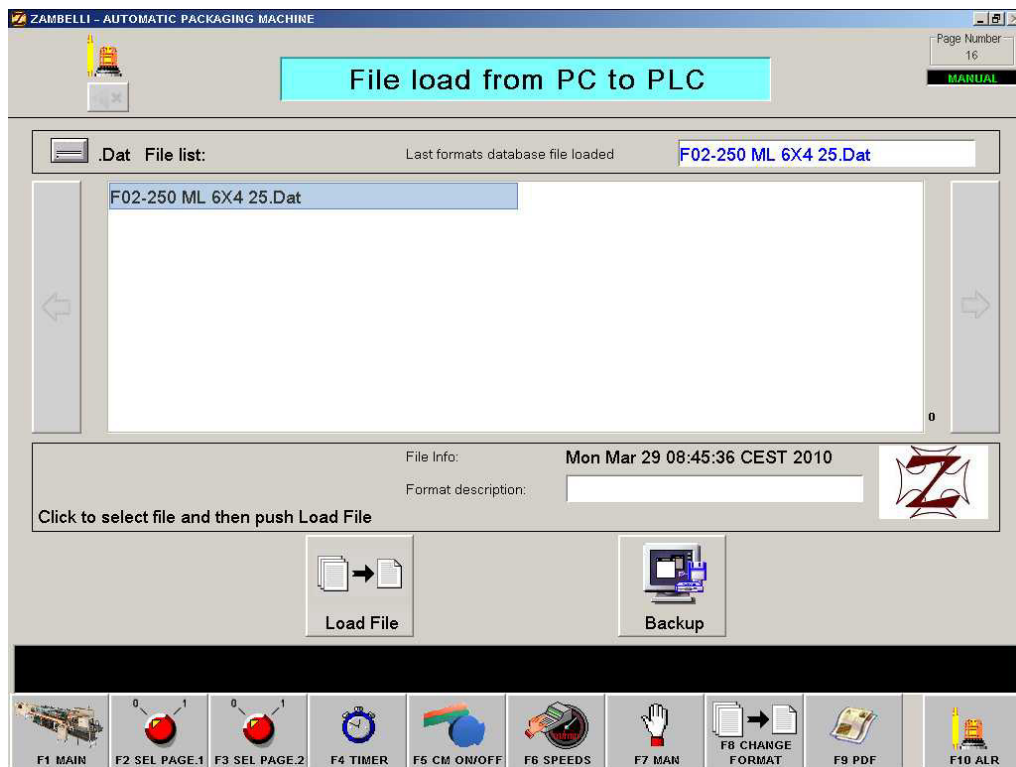 ZAMBELLI - AUTOMATIC PACKAGING MACHINE
Page Number
16
MANUAL
File load from PC to PLC
.Dat File list:
Last formats database file loaded
F02-250 ML 6X4 25.Dat
F02-250 ML 6X4 25.Dat
0
File Info:
Mon Mar 29 08:45:36 CEST 2010
Format description:
Z
Click to select file and then push Load File
Load File
Backup
F1 MAIN
0 1
F2 SEL PAGE.1
0 1
F3 SEL PAGE.2
F4 TIMER
F5 CM ON/OFF
F6 SPEEDS
F7 MAN
F8 CHANGE
FORMAT
F9 PDF
F10 ALR